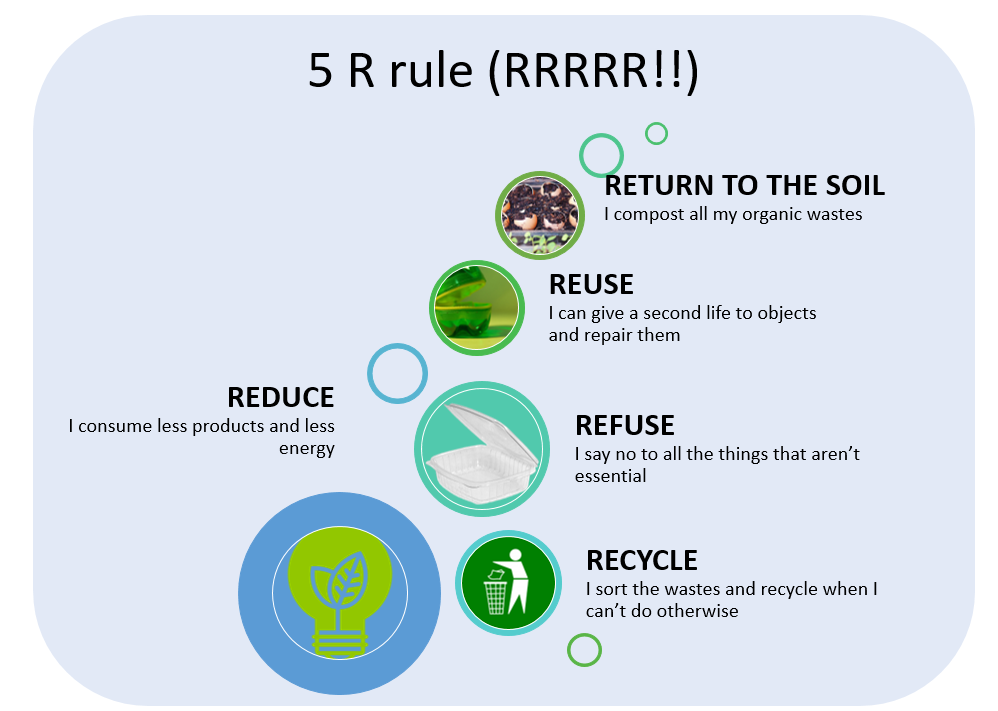 5 R rule (RRRRR!!)
RETURN TO THE SOIL
I compost all my organic wastes
REUSE
I can give a second life to objects
and repair them
REDUCE
I consume less products and less
energy
REFUSE
I say no to all the things that aren’t
essential
RECYCLE
I sort the wastes and recycle when I
can’t do otherwise